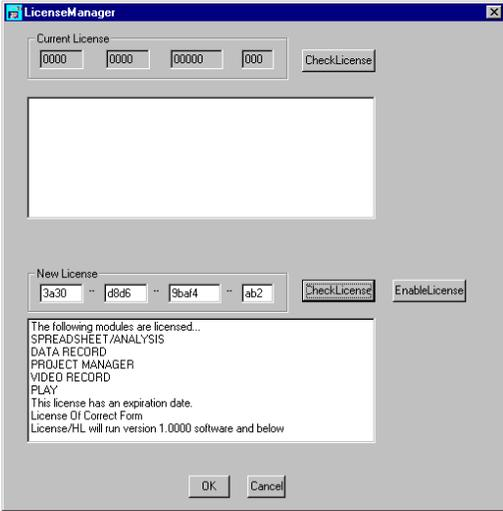 LicenseManager
Current License
0000 0000 00000 000 CheckLicense
New License
3a30 -- d8d6 -- 9baf4 -- ab2 CheckLicense EnableLicense
The following modules are licensed...
SPREADSHEET/ANALYSIS
DATA RECORD
PROJECT MANAGER
VIDEO RECORD
PLAY
This license has an expiration date.
License Of Correct Form
License/HL will run version 1.0000 software and below
OK Cancel